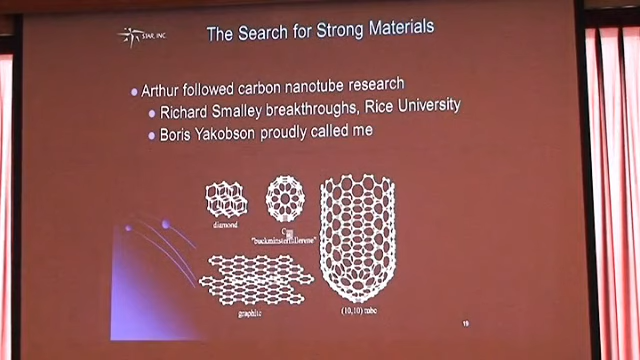 STAR, INC
The Search for Strong Materials
Arthur followed carbon nanotube research
Richard Smalley breakthroughs, Rice University
Boris Yakobson proudly called me
diamond
"buckminsterfullerene"
graphite
(10,10) tube
19